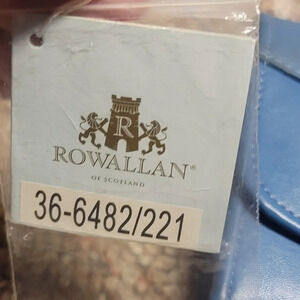 R
ROWALLAN®
OF SCOTLAND
36-6482/221